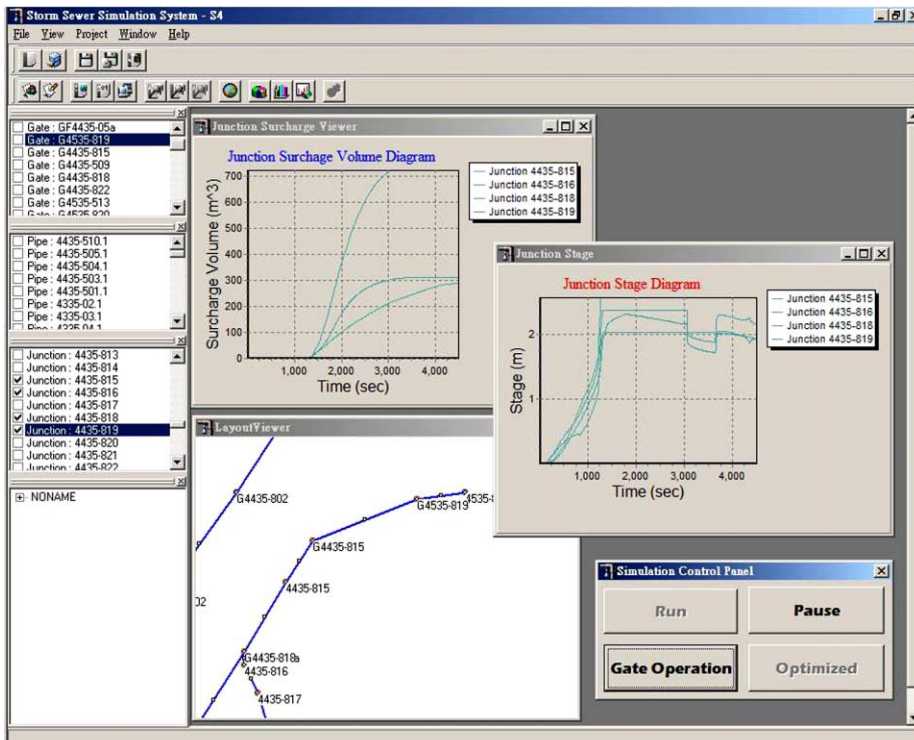 Storm Sewer Simulation System - S4
File View Project Window Help
Gate : GF4435-05a
Gate : G4535-819
Gate : G4435-815
Gate : G4435-509
Gate : G4435-818
Gate : G4435-822
Gate : G4535-513
Gate : G4535-820
Pipe : 4435-510.1
Pipe : 4435-505.1
Pipe : 4435-504.1
Pipe : 4435-503.1
Pipe : 4435-501.1
Pipe : 4335-02.1
Pipe : 4335-03.1
Pipe : 4335-04.1
Junction : 4435-813
Junction : 4435-814
Junction : 4435-815
Junction : 4435-816
Junction : 4435-817
Junction : 4435-818
Junction : 4435-819
Junction : 4435-820
Junction : 4435-821
Junction : 4435-822
NONAME
Junction Surcharge Viewer
Junction Surchage Volume Diagram
Surcharge Volume (m^3)
700
600
500
400
300
200
100
0
1,000 2,000 3,000 4,000
Time (sec)
Junction 4435-815
Junction 4435-816
Junction 4435-818
Junction 4435-819
Junction Stage
Junction Stage Diagram
Stage (m)
2
1
1,000 2,000 3,000 4,000
Time (sec)
Junction 4435-815
Junction 4435-816
Junction 4435-818
Junction 4435-819
LayoutViewer
G4435-802
G4535-819
G4435-815
4435-815
02
G4435-818a
4435-816
4435-817
Simulation Control Panel
Run
Pause
Gate Operation
Optimized